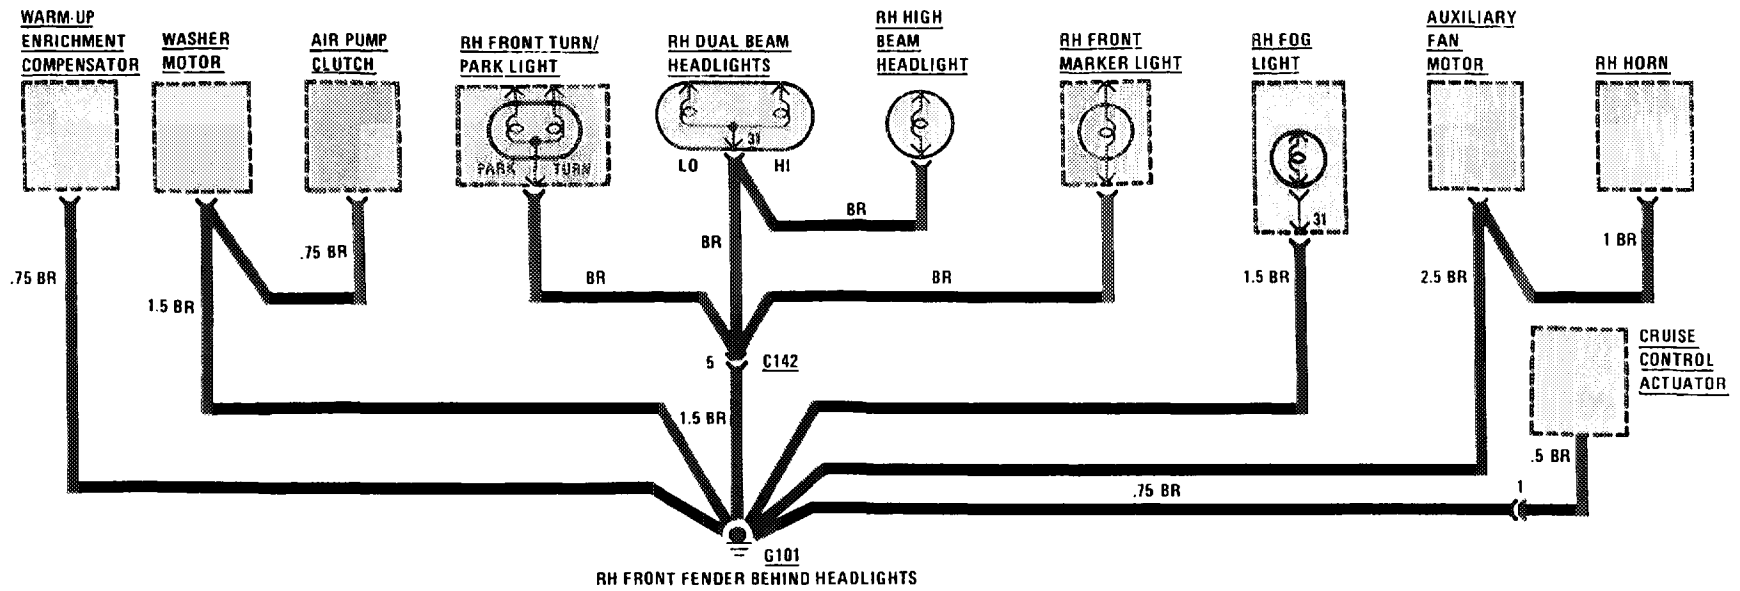 WARM-UP
ENRICHMENT
COMPENSATOR
WASHER
MOTOR
AIR PUMP
CLUTCH
RH FRONT TURN/
PARK LIGHT
RH DUAL BEAM
HEADLIGHTS
RH HIGH
BEAM
HEADLIGHT
RH FRONT
MARKER LIGHT
RH FOG
LIGHT
AUXILIARY
FAN
MOTOR
RH HORN
PARK
TURN
31
LO
HI
31
BR
.75 BR
BR
1 BR
.75 BR
1.5 BR
BR
BR
1.5 BR
2.5 BR
5
C142
CRUISE
CONTROL
ACTUATOR
1.5 BR
.5 BR
.75 BR
1
G101
RH FRONT FENDER BEHIND HEADLIGHTS